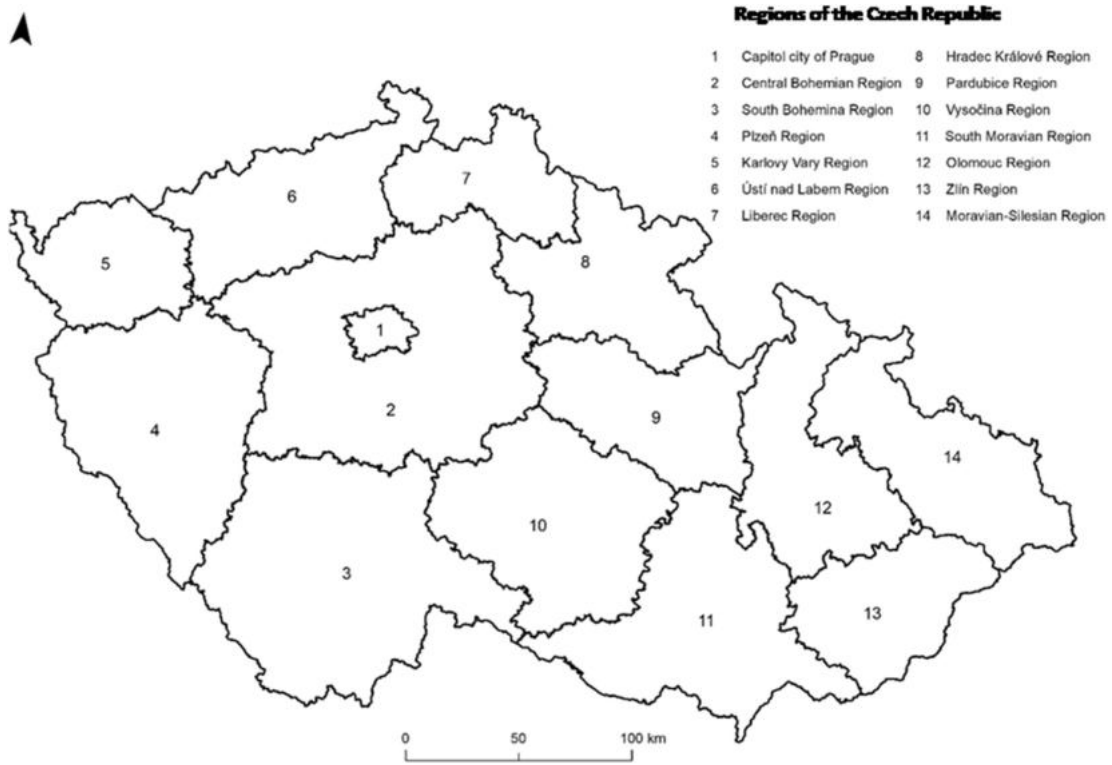 Regions of the Czech Republic
1 Capitol city of Prague
2 Central Bohemian Region
3 South Bohemina Region
4 Plzeň Region
5 Karlovy Vary Region
6 Ústí nad Labem Region
7 Liberec Region
8 Hradec Králové Region
9 Pardubice Region
10 Vysočina Region
11 South Moravian Region
12 Olomouc Region
13 Zlín Region
14 Moravian-Silesian Region
7
6
5
8
1
2
9
4
14
12
10
3
13
11
0 50 100 km